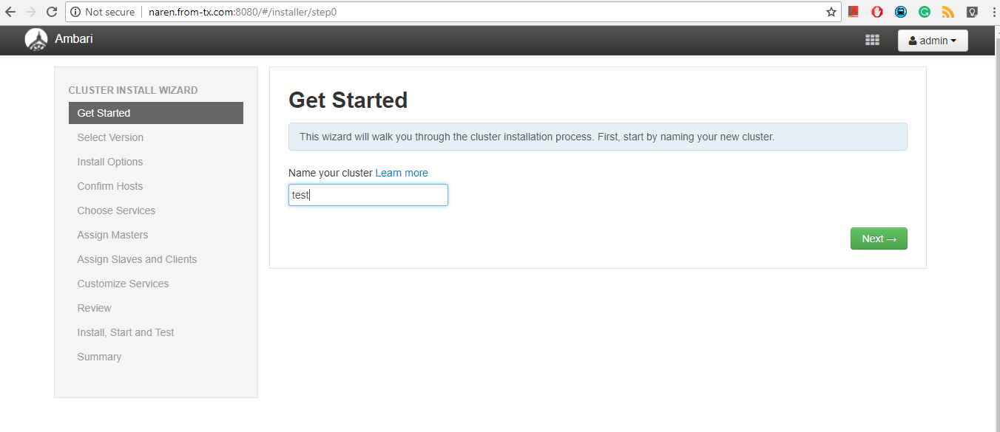 Not secure naren.from-tx.com:8080/#/installer/step0
Ambari
admin
CLUSTER INSTALL WIZARD
Get Started
Select Version
Install Options
Confirm Hosts
Choose Services
Assign Masters
Assign Slaves and Clients
Customize Services
Review
Install, Start and Test
Summary
Get Started
This wizard will walk you through the cluster installation process. First, start by naming your new cluster.
Name your cluster Learn more
test
Next →